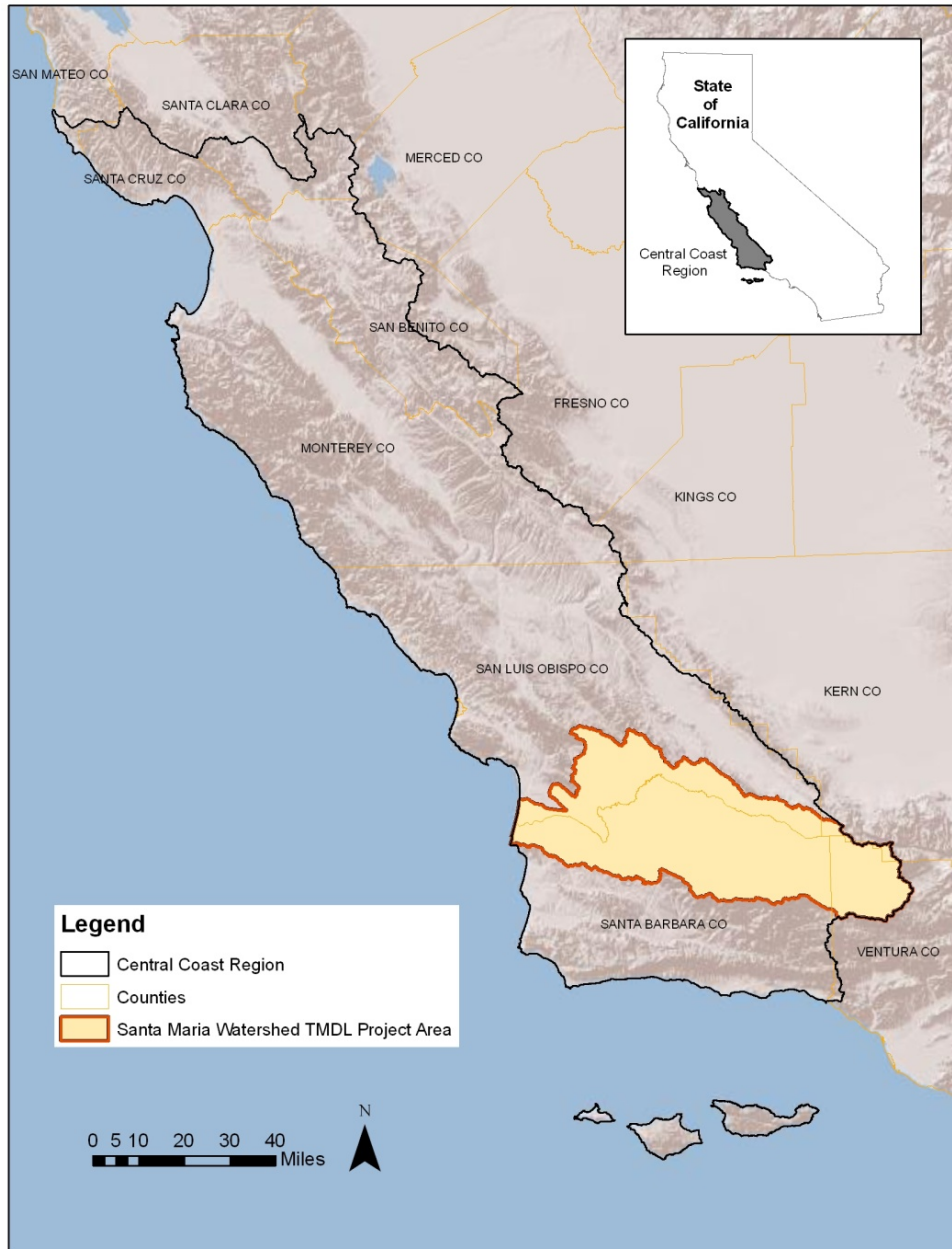 SAN MATEO CO
SANTA CLARA CO
SANTA CRUZ CO
MERCED CO
State
of
California
Central Coast
Region
SAN BENITO CO
FRESNO CO
MONTEREY CO
KINGS CO
SAN LUIS OBISPO CO
KERN CO
SANTA BARBARA CO
VENTURA CO
Legend
Central Coast Region
Counties
Santa Maria Watershed TMDL Project Area
N
0 5 10 20 30 40
Miles